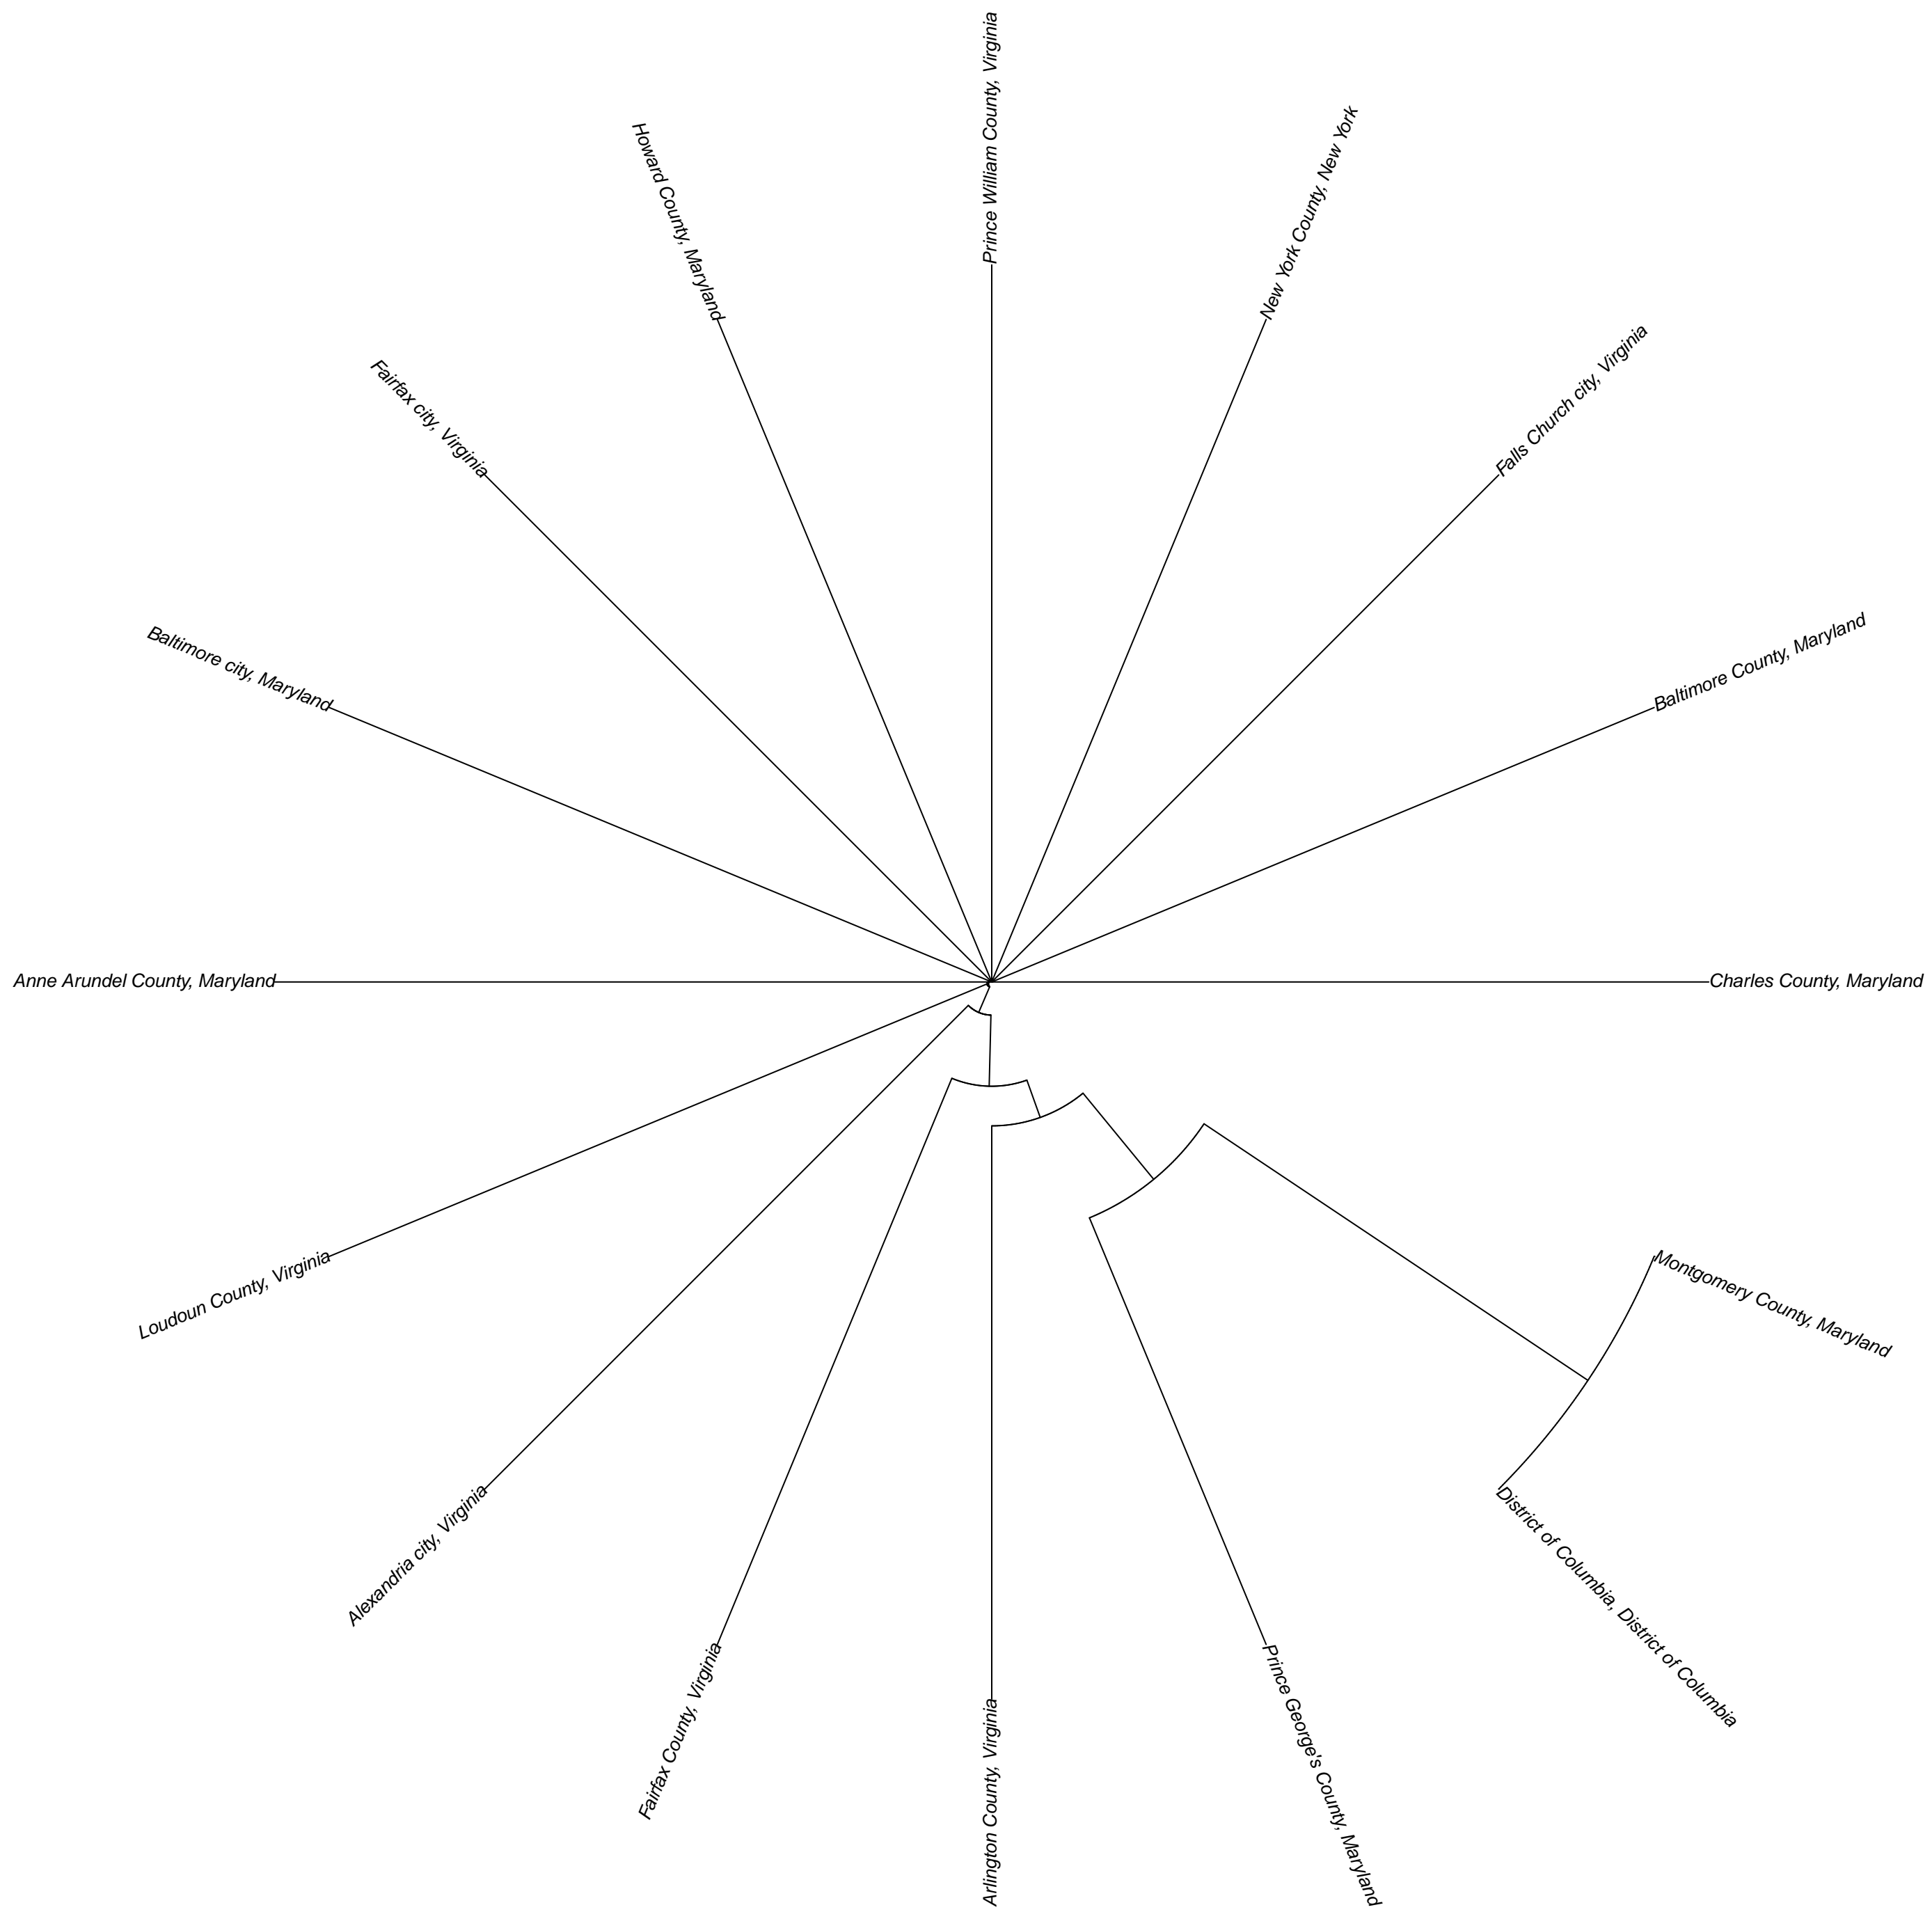 Prince William County, Virginia
New York County, New York
Howard County, Maryland
Falls Church city, Virginia
Fairfax city, Virginia
Baltimore County, Maryland
Baltimore city, Maryland
Anne Arundel County, Maryland
Charles County, Maryland
Loudoun County, Virginia
Montgomery County, Maryland
Alexandria city, Virginia
District of Columbia, District of Columbia
Fairfax County, Virginia
Prince George's County, Maryland
Arlington County, Virginia